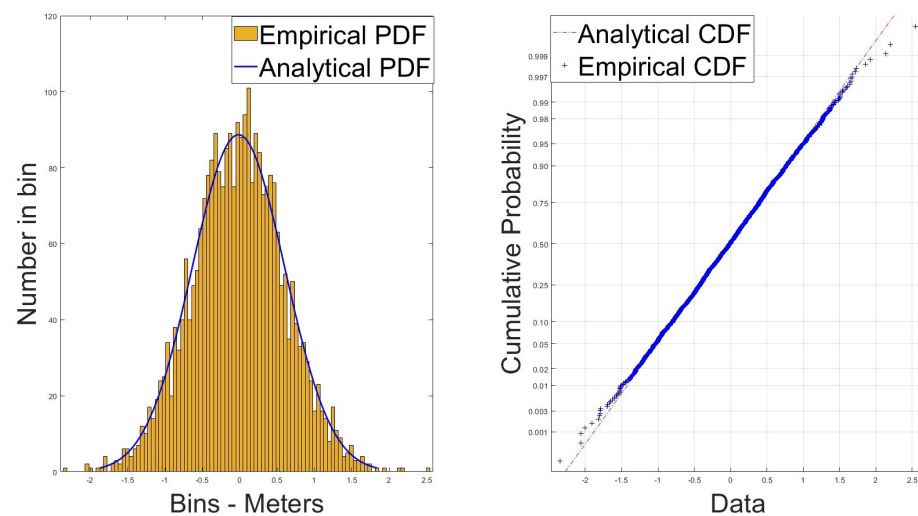 120
100
80
60
40
20
0
-2 -1.5 -1 -0.5 0 0.5 1 1.5 2 2.5
Number in bin
Bins - Meters
Empirical PDF
Analytical PDF
Analytical CDF
Empirical CDF
0.999
0.997
0.99
0.98
0.95
0.90
0.75
0.50
0.25
0.10
0.05
0.02
0.01
0.003
0.001
-2 -1.5 -1 -0.5 0 0.5 1 1.5 2 2.5
Cumulative Probability
Data